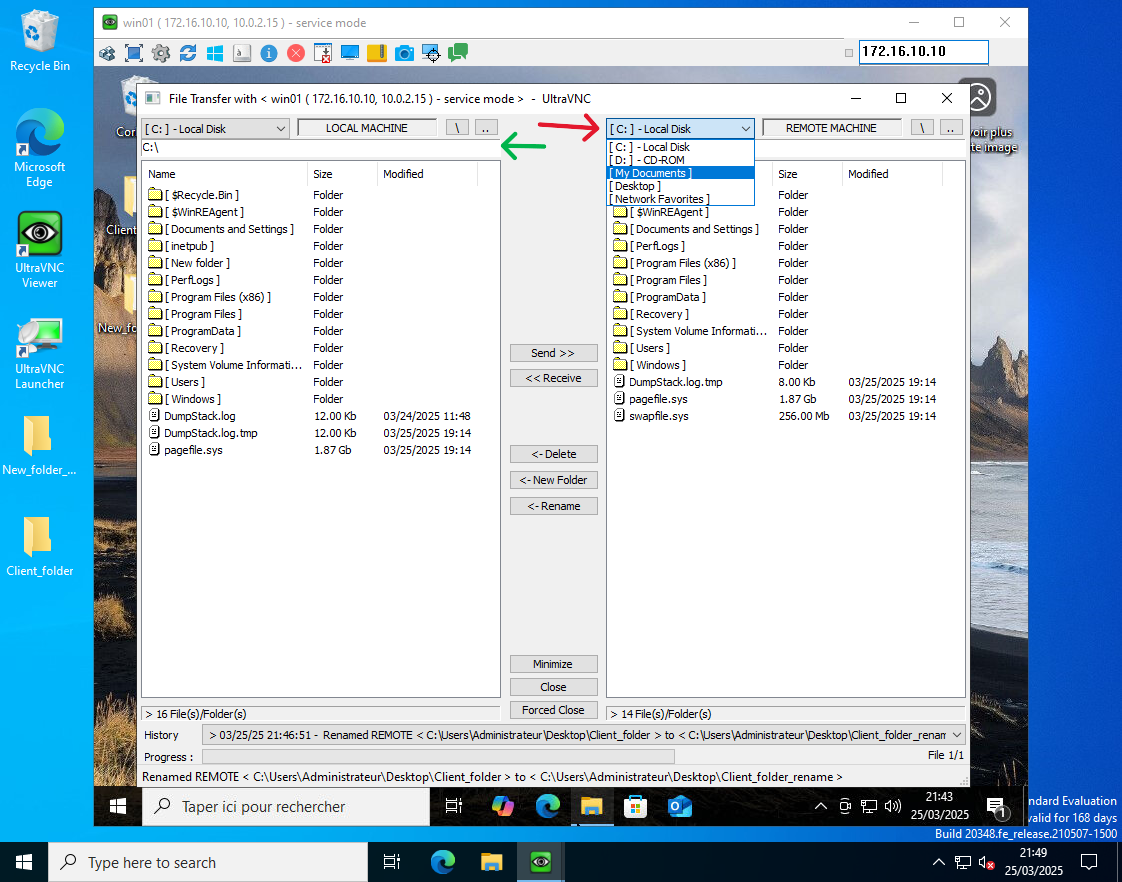 Recycle Bin
Microsoft
Edge
UltraVNC
Viewer
UltraVNC
Launcher
New_folder_...
Client_folder
win01 ( 172.16.10.10, 10.0.2.15 ) - service mode
172.16.10.10
Cor
Client
New_fo
voir plus
te image
File Transfer with < win01 ( 172.16.10.10, 10.0.2.15 ) - service mode > - UltraVNC
[ C: ] - Local Disk
LOCAL MACHINE
\
..
[ C: ] - Local Disk
REMOTE MACHINE
\
..
C:\
[ C: ] - Local Disk
[ D: ] - CD-ROM
[ My Documents ]
[ Desktop ]
[ Network Favorites ]
Name Size Modified
[ $Recycle.Bin ] Folder
[ $WinREAgent ] Folder
[ Documents and Settings ] Folder
[ inetpub ] Folder
[ New folder ] Folder
[ PerfLogs ] Folder
[ Program Files (x86) ] Folder
[ Program Files ] Folder
[ ProgramData ] Folder
[ Recovery ] Folder
[ System Volume Informati... Folder
[ Users ] Folder
[ Windows ] Folder
DumpStack.log 12.00 Kb 03/24/2025 11:48
DumpStack.log.tmp 12.00 Kb 03/25/2025 19:14
pagefile.sys 1.87 Gb 03/25/2025 19:14
Send >>
<< Receive
<- Delete
<- New Folder
<- Rename
Minimize
Close
Forced Close
Size Modified
Folder
[ $WinREAgent ] Folder
[ Documents and Settings ] Folder
[ PerfLogs ] Folder
[ Program Files (x86) ] Folder
[ Program Files ] Folder
[ ProgramData ] Folder
[ Recovery ] Folder
[ System Volume Informati... Folder
[ Users ] Folder
[ Windows ] Folder
DumpStack.log.tmp 8.00 Kb 03/25/2025 19:14
pagefile.sys 1.87 Gb 03/25/2025 19:14
swapfile.sys 256.00 Mb 03/25/2025 19:14
> 16 File(s)/Folder(s)
> 14 File(s)/Folder(s)
History > 03/25/25 21:46:51 - Renamed REMOTE < C:\Users\Administrateur\Desktop\Client_folder > to < C:\Users\Administrateur\Desktop\Client_folder_renam
Progress : File 1/1
Renamed REMOTE < C:\Users\Administrateur\Desktop\Client_folder > to < C:\Users\Administrateur\Desktop\Client_folder_rename >
Taper ici pour rechercher
21:43
25/03/2025
1
ndard Evaluation
valid for 168 days
Build 20348.fe_release.210507-1500
Type here to search
21:49
25/03/2025